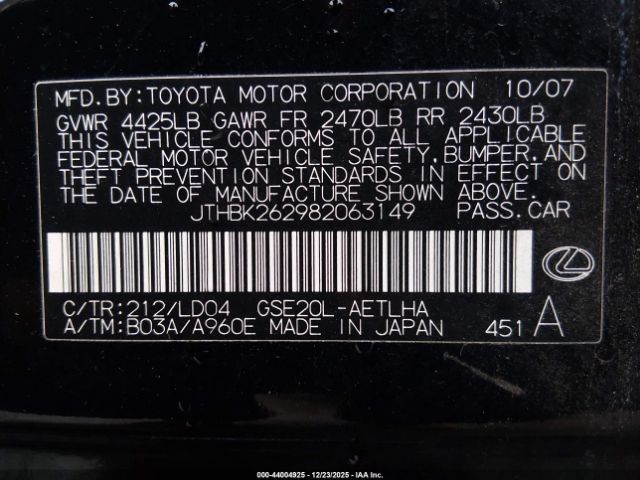 MFD.BY:TOYOTA MOTOR CORPORATION 10/07
GVWR 4425LB GAWR FR 2470LB RR 2430LB
THIS VEHICLE CONFORMS TO ALL APPLICABLE
FEDERAL MOTOR VEHICLE SAFETY,BUMPER,AND
THEFT PREVENTION STANDARDS IN EFFECT ON
THE DATE OF MANUFACTURE SHOWN ABOVE.
JTHBK262982063149 PASS.CAR
C/TR:212/LD04 GSE20L-AETLHA
A/TM:B03A/A960E MADE IN JAPAN 451 A
000-44004925 - 12/23/2025 - IAA Inc.